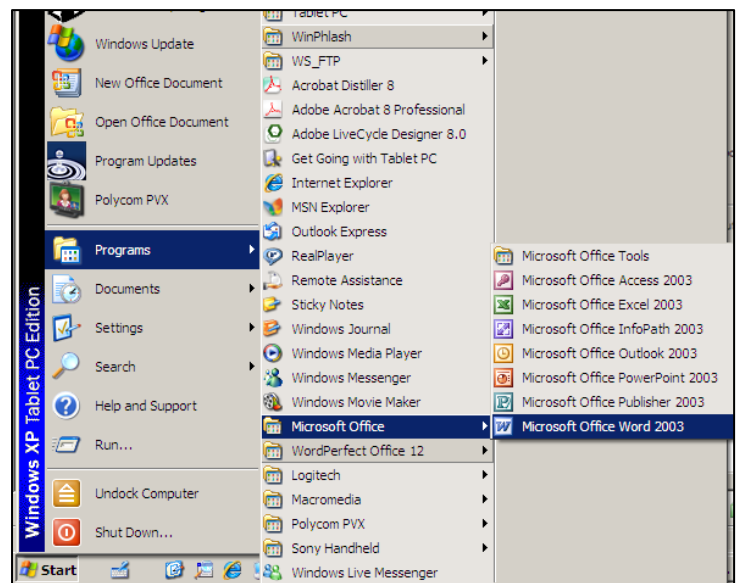 Windows Update
New Office Document
Open Office Document
Program Updates
Polycom PVX
Programs
Documents
Settings
Search
Help and Support
Run...
Undock Computer
Shut Down...
Windows XP Tablet PC Edition
Start
Tablet PC
WinPhlash
WS_FTP
Acrobat Distiller 8
Adobe Acrobat 8 Professional
Adobe LiveCycle Designer 8.0
Get Going with Tablet PC
Internet Explorer
MSN Explorer
Outlook Express
RealPlayer
Remote Assistance
Sticky Notes
Windows Journal
Windows Media Player
Windows Messenger
Windows Movie Maker
Microsoft Office
WordPerfect Office 12
Logitech
Macromedia
Polycom PVX
Sony Handheld
Windows Live Messenger
Microsoft Office Tools
Microsoft Office Access 2003
Microsoft Office Excel 2003
Microsoft Office InfoPath 2003
Microsoft Office Outlook 2003
Microsoft Office PowerPoint 2003
Microsoft Office Publisher 2003
Microsoft Office Word 2003